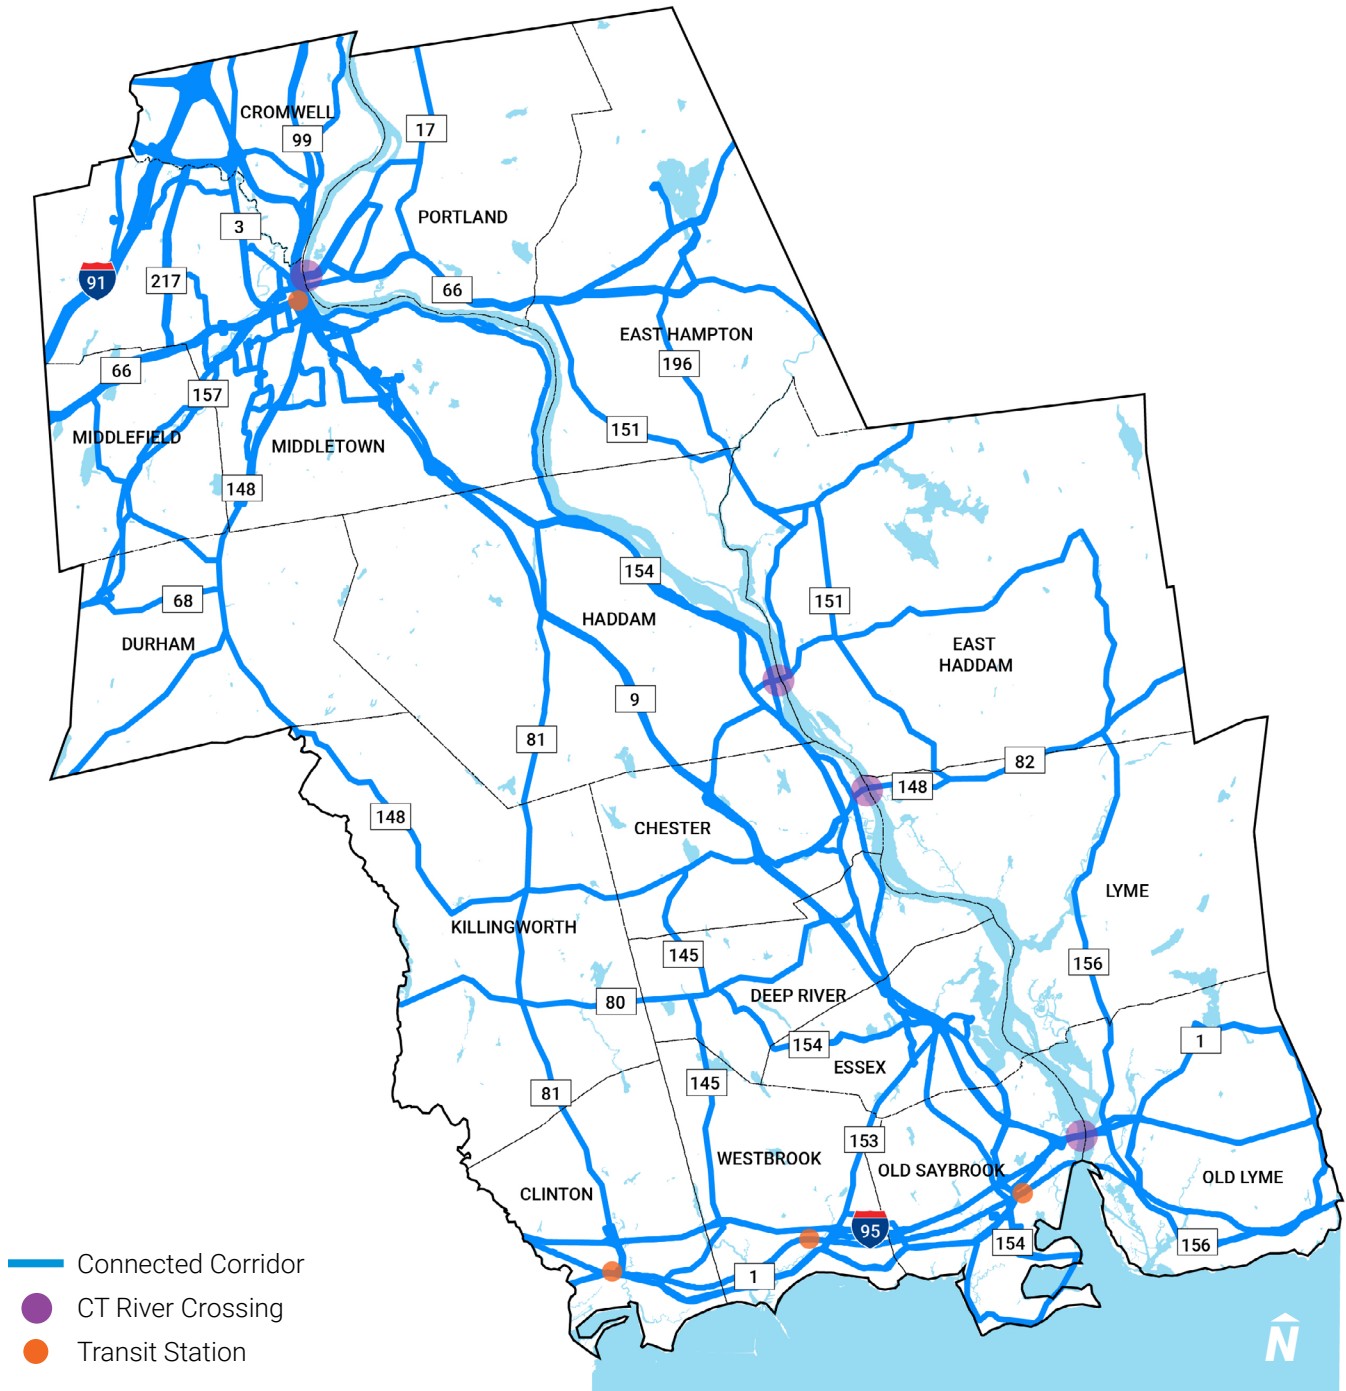 CROMWELL
99
17
PORTLAND
3
91
217
66
EAST HAMPTON
66
196
157
151
MIDDLEFIELD
MIDDLETOWN
148
154
68
151
HADDAM
DURHAM
EAST
HADDAM
9
81
82
148
148
CHESTER
LYME
KILLINGWORTH
145
156
DEEP RIVER
80
1
154
ESSEX
145
81
153
WESTBROOK
OLD SAYBROOK
OLD LYME
CLINTON
95
154
156
1
Connected Corridor
CT River Crossing
Transit Station
N